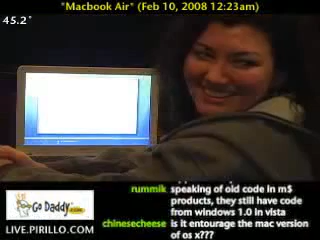 *Macbook Air* (Feb 10, 2008 12:23am)
45.2°
rummik speaking of old code in m$
products, they still have code
from windows 1.0 in vista
chinesecheese is it entourage the mac version
of os x???
Go Daddy.com
LIVE.PIRILLO.COM